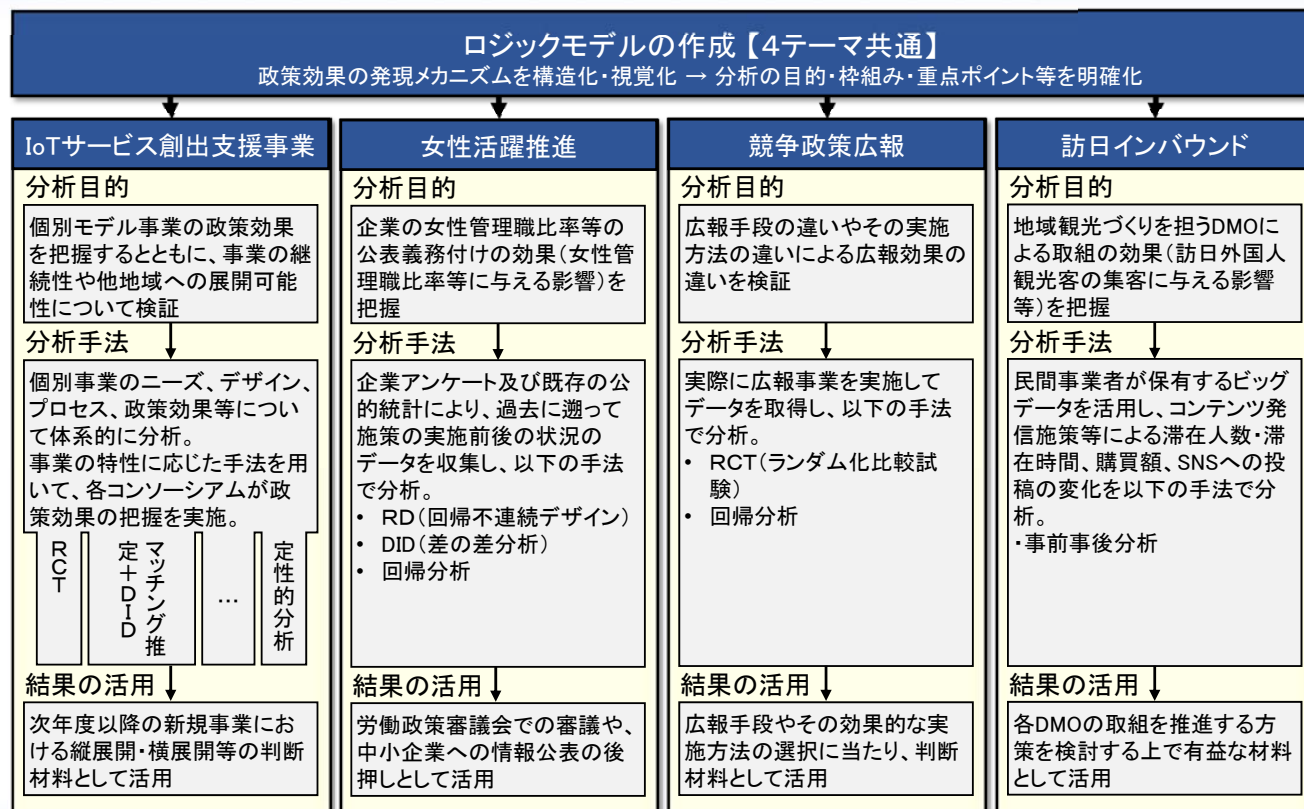 ロジックモデルの作成【4テーマ共通】
政策効果の発現メカニズムを構造化・視覚化 → 分析の目的・枠組み・重点ポイント等を明確化
IoTサービス創出支援事業
分析目的
個別モデル事業の政策効果
を把握するとともに、事業の継
続性や他地域への展開可能
性について検証
分析手法
個別事業のニーズ、デザイン、
プロセス、政策効果等につい
て体系的に分析。
事業の特性に応じた手法を用
いて、各コンソーシアムが政
策効果の把握を実施。
RCT
マッチング推
定+DID
…
定性的分析
結果の活用
次年度以降の新規事業にお
ける縦展開・横展開等の判断
材料として活用
女性活躍推進
分析目的
企業の女性管理職比率等の
公表義務付けの効果(女性管
理職比率等に与える影響)を
把握
分析手法
企業アンケート及び既存の公
的統計により、過去に遡って
施策の実施前後の状況の
データを収集し、以下の手法
で分析。
• RD(回帰不連続デザイン)
• DID(差の差分析)
• 回帰分析
結果の活用
労働政策審議会での審議や、
中小企業への情報公表の後
押しとして活用
競争政策広報
分析目的
広報手段の違いやその実施
方法の違いによる広報効果の
違いを検証
分析手法
実際に広報事業を実施して
データを取得し、以下の手法
で分析。
• RCT(ランダム化比較試
験)
• 回帰分析
結果の活用
広報手段やその効果的な実
施方法の選択に当たり、判断
材料として活用
訪日インバウンド
分析目的
地域観光づくりを担うDMOに
よる取組の効果(訪日外国人
観光客の集客に与える影響
等)を把握
分析手法
民間事業者が保有するビッグ
データを活用し、コンテンツ発
信施策等による滞在人数・滞
在時間、購買額、SNSへの投
稿の変化を以下の手法で分
析。
・事前事後分析
結果の活用
各DMOの取組を推進する方
策を検討する上で有益な材料
として活用